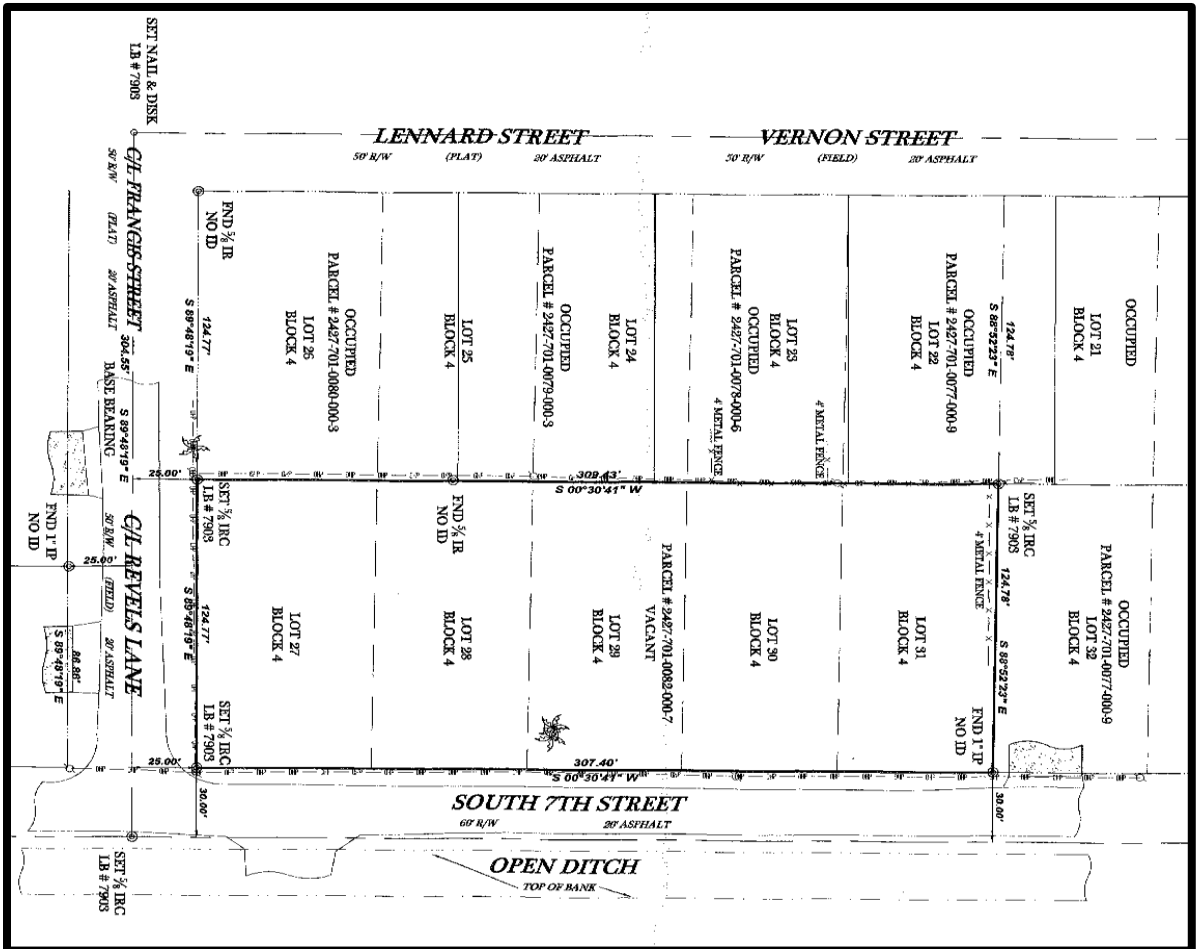 SET NAIL & DISK
LB # 7903
LENNARD STREET
50' R/W (PLAT) 20' ASPHALT
VERNON STREET
50' R/W (FIELD) 20' ASPHALT
C/L FRANCIS STREET
50' R/W (PLAT) 20' ASPHALT
304.55' S 89°48'19" E
BASE BEARING
FND ⅝ IR
NO ID
124.77'
S 89°48'19" E
OCCUPIED
PARCEL # 2427-701-0080-000-3
LOT 26
BLOCK 4
LOT 25
BLOCK 4
OCCUPIED
PARCEL # 2427-701-0079-000-3
LOT 24
BLOCK 4
LOT 23
BLOCK 4
OCCUPIED
PARCEL # 2427-701-0078-000-6
4' METAL FENCE
4' METAL FENCE
OCCUPIED
PARCEL # 2427-701-0077-000-9
LOT 22
BLOCK 4
124.78'
S 88°52'23" E
OCCUPIED
LOT 21
BLOCK 4
25.00'
309.43'
S 00°30'41" W
SET ⅝ IRC
LB # 7903
FND ⅝ IR
NO ID
SET ⅝ IRC
LB # 7903
FND 1" IP
NO ID
25.00'
C/L REVELS LANE
50' R/W (FIELD) 20' ASPHALT
86.86'
S 89°48'19" E
124.77'
S 89°48'19" E
LOT 27
BLOCK 4
LOT 28
BLOCK 4
LOT 29
BLOCK 4
PARCEL # 2427-701-0082-000-7
VACANT
LOT 30
BLOCK 4
LOT 31
BLOCK 4
4' METAL FENCE
124.78'
S 88°52'23" E
OCCUPIED
PARCEL # 2427-701-0077-000-9
LOT 32
BLOCK 4
SET ⅝ IRC
LB # 7903
FND 1" IP
NO ID
25.00'
307.40'
S 00°30'41" W
30.00'
30.00'
SOUTH 7TH STREET
60' R/W 20' ASPHALT
OPEN DITCH
TOP OF BANK
SET ⅝ IRC
LB # 7903